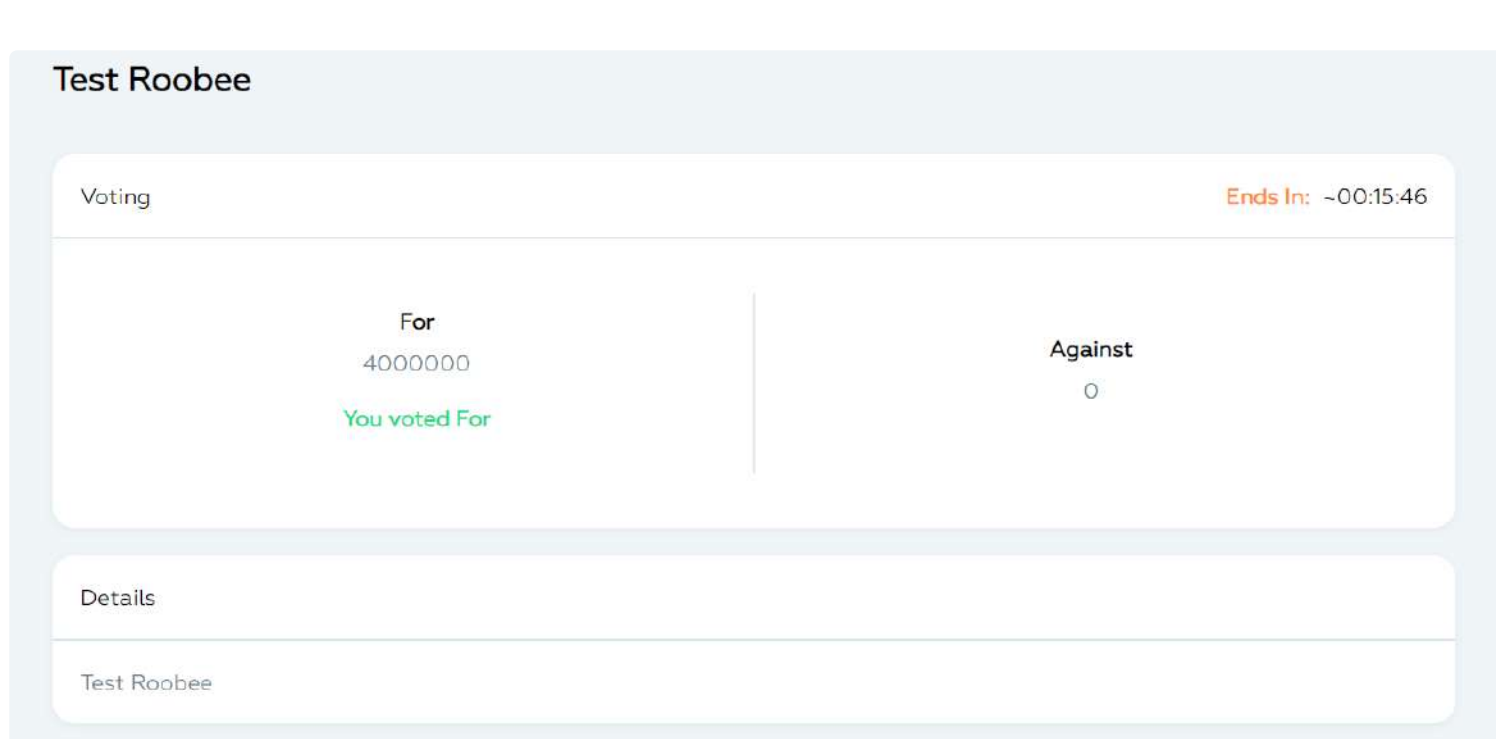 Test Roobee
Voting
Ends In: ~00:15:46
For
4000000
You voted For
Against
0
Details
Test Roobee